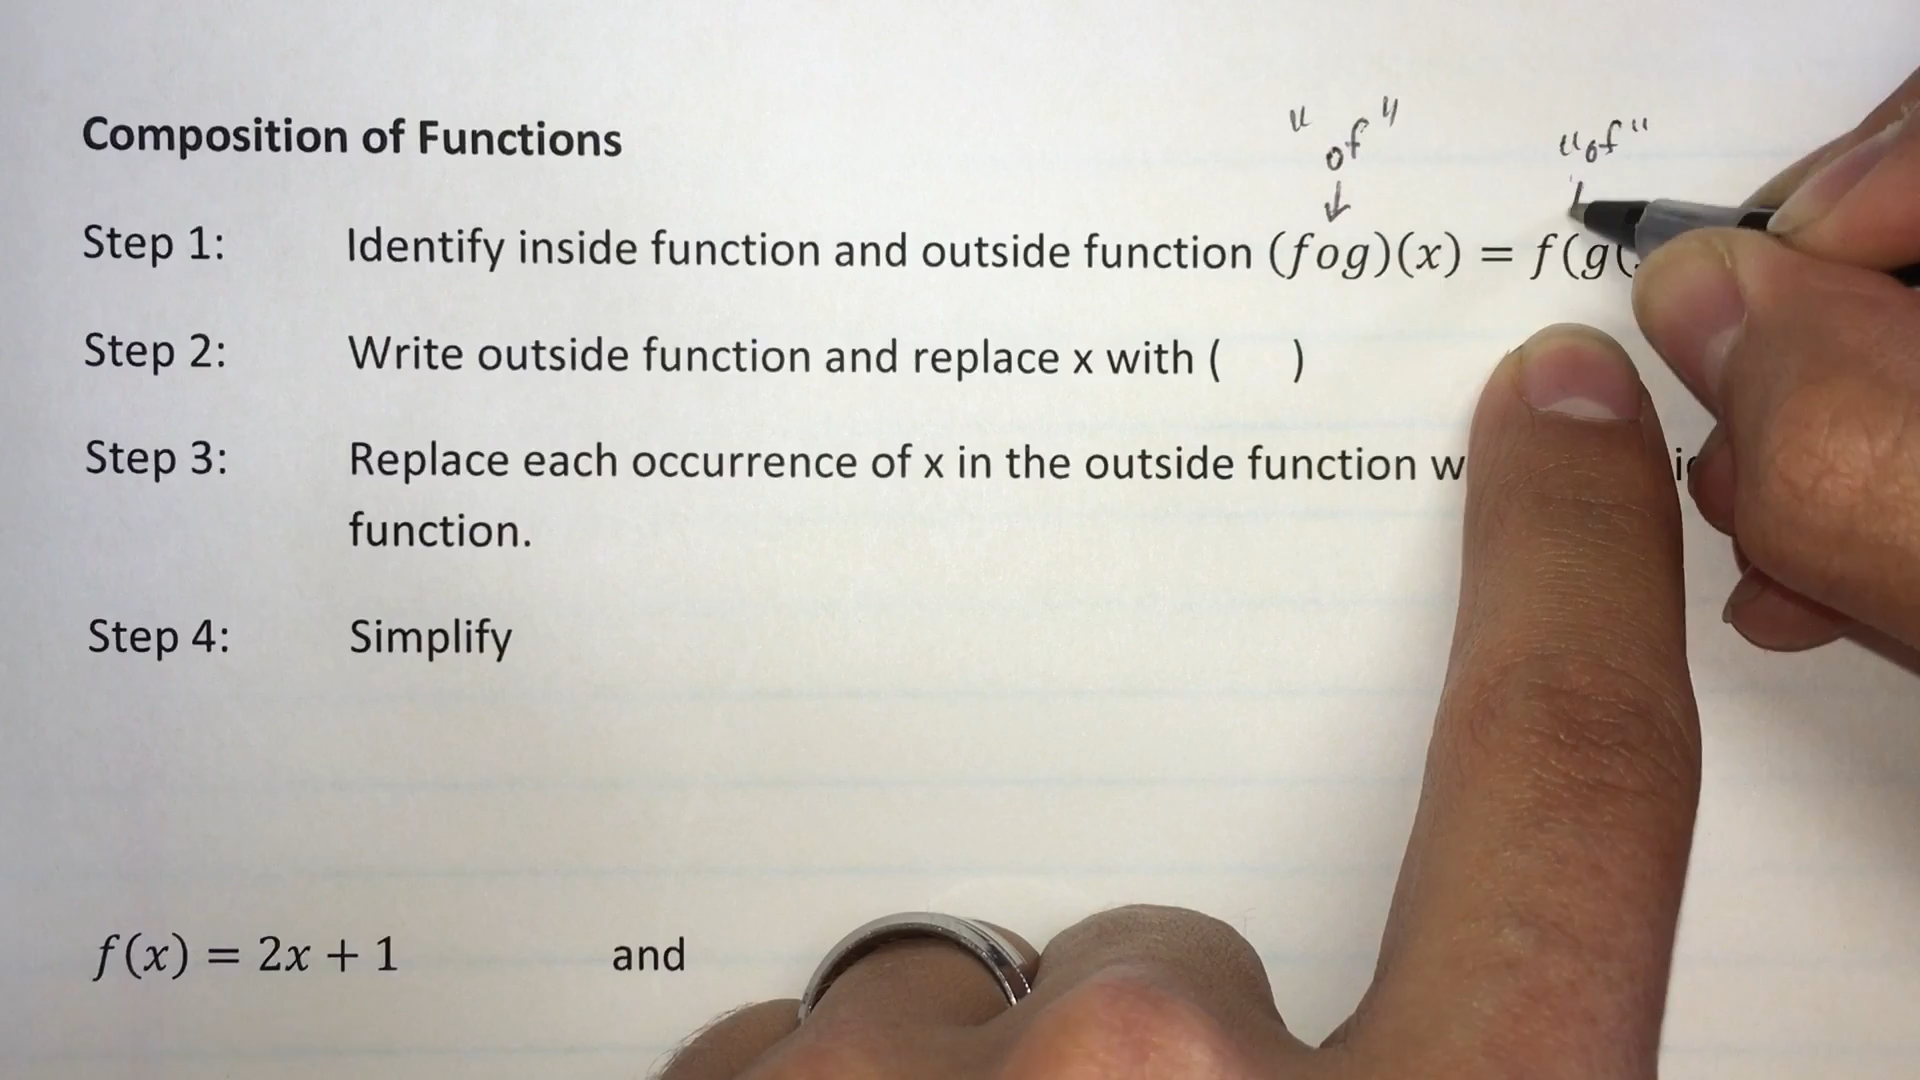 "of" "of"
Composition of Functions
Step 1: Identify inside function and outside function (fog)(x) = f(g(
Step 2: Write outside function and replace x with ( )
Step 3: Replace each occurrence of x in the outside function
function.
Step 4: Simplify
f(x) = 2x + 1 and